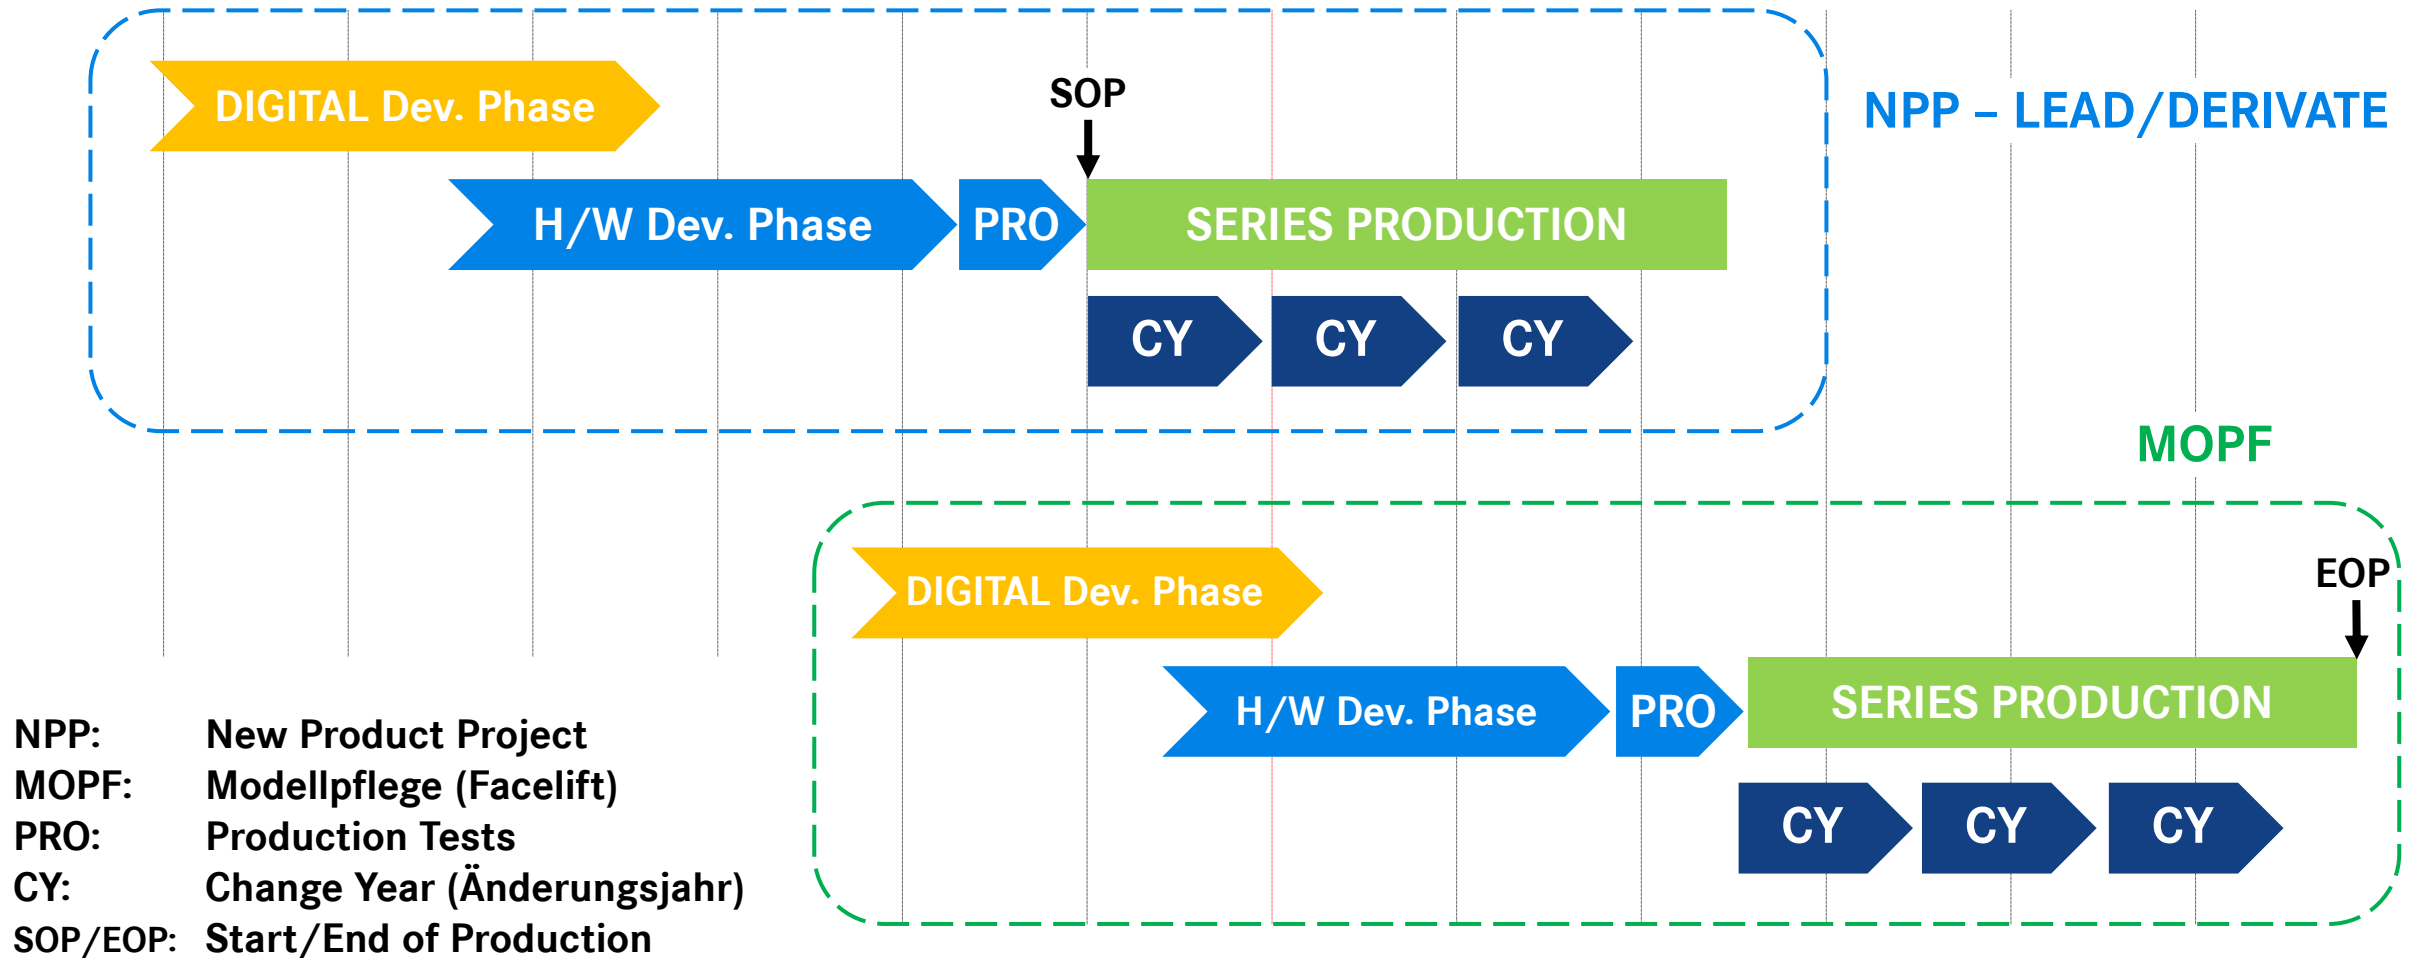 DIGITAL Dev. Phase
SOP
NPP – LEAD/DERIVATE
H/W Dev. Phase
PRO
SERIES PRODUCTION
CY
CY
CY
MOPF
EOP
DIGITAL Dev. Phase
H/W Dev. Phase
PRO
SERIES PRODUCTION
CY
CY
CY
NPP: New Product Project
MOPF: Modellpflege (Facelift)
PRO: Production Tests
CY: Change Year (Änderungsjahr)
SOP/EOP: Start/End of Production